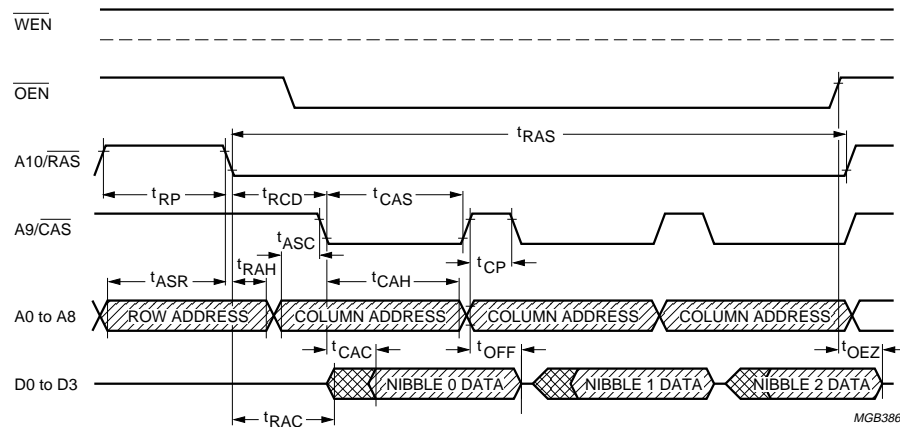 WEN
OEN
tRAS
A10/RAS
tRP
tRCD
tCAS
A9/CAS
tASC
tCP
tRAH
tASR
tCAH
A0 to A8
ROW ADDRESS
COLUMN ADDRESS
COLUMN ADDRESS
COLUMN ADDRESS
tCAC
tOFF
tOEZ
D0 to D3
NIBBLE 0 DATA
NIBBLE 1 DATA
NIBBLE 2 DATA
tRAC
MGB386